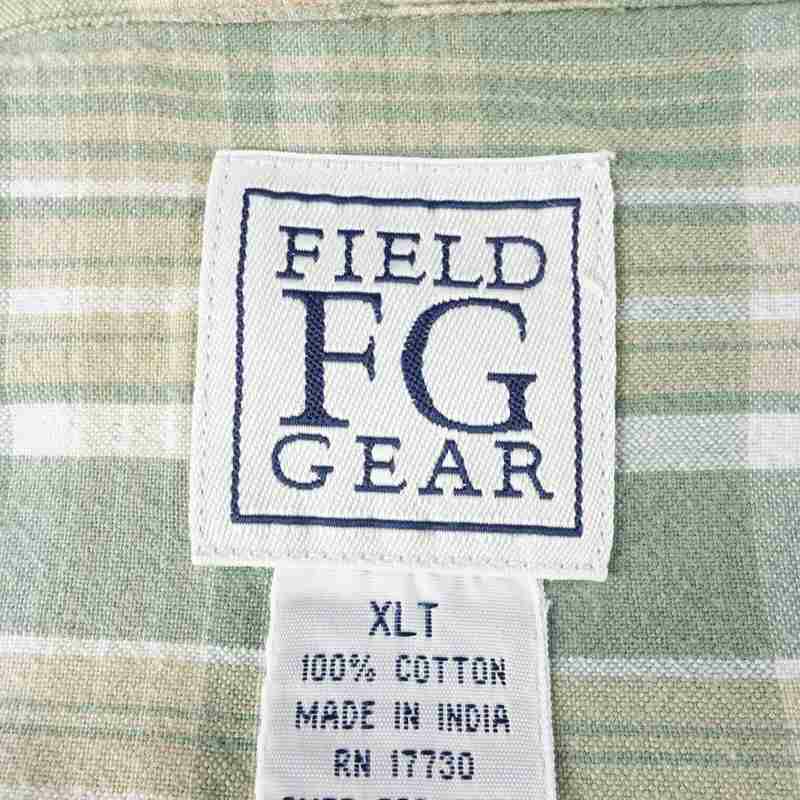 FIELD
FG
GEAR
XLT
100% COTTON
MADE IN INDIA
RN 17730